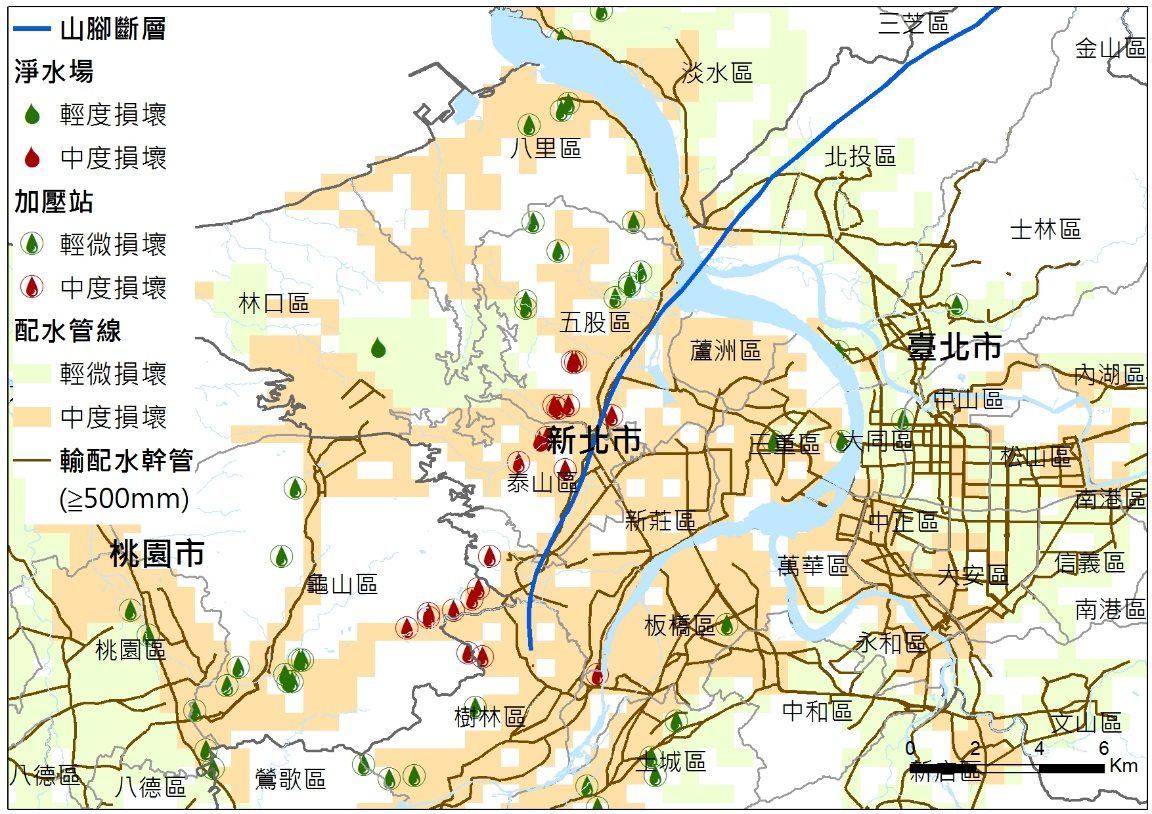 山腳斷層
淨水場
輕度損壞
中度損壞
加壓站
輕微損壞
中度損壞
配水管線
輕微損壞
中度損壞
輸配水幹管
(≧500mm)
三芝區
金山區
淡水區
八里區
北投區
士林區
林口區
五股區
蘆洲區
臺北市
內湖區
中山區
新北市
三重區
大同區
松山區
泰山區
南港區
新莊區
中正區
桃園市
萬華區
大安區
信義區
龜山區
南港區
板橋區
永和區
桃園區
樹林區
中和區
文山區
土城區
八德區
八德區
鶯歌區
新店區
0 2 4 6
Km